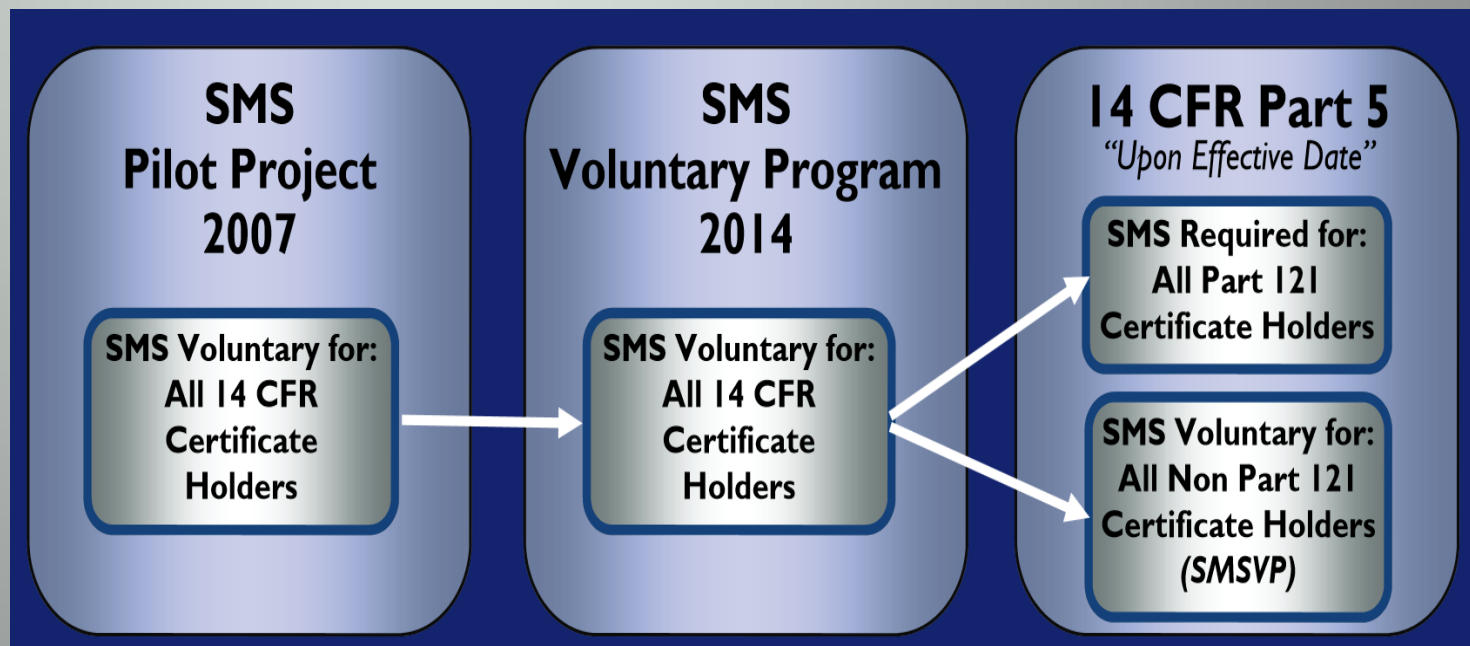 SMS
Pilot Project
2007
SMS Voluntary for:
All 14 CFR
Certificate
Holders
SMS
Voluntary Program
2014
SMS Voluntary for:
All 14 CFR
Certificate
Holders
14 CFR Part 5
“Upon Effective Date”
SMS Required for:
All Part 121
Certificate Holders
SMS Voluntary for:
All Non Part 121
Certificate Holders
(SMSVP)